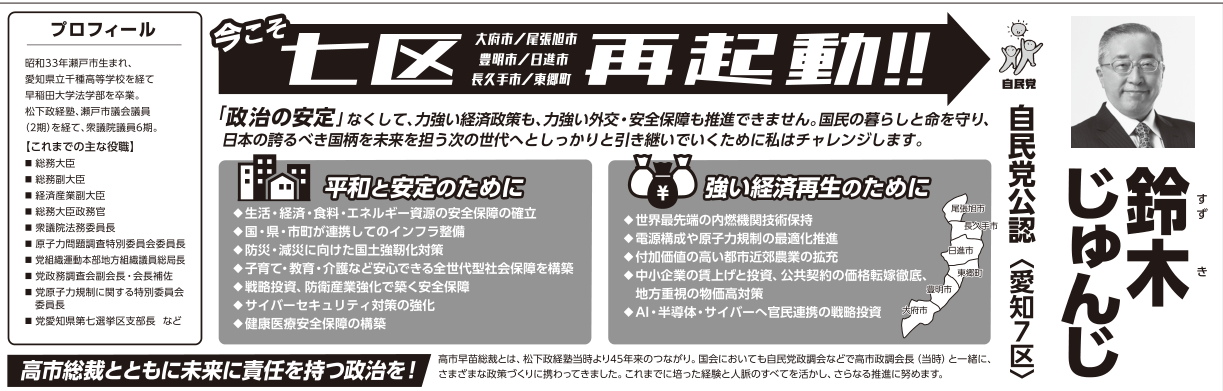 プロフィール
昭和33年瀬戸市生まれ、
愛知県立千種高等学校を経て
早稲田大学法学部を卒業。
松下政経塾、瀬戸市議会議員
（2期）を経て、衆議院議員6期。
【これまでの主な役職】
■ 総務大臣
■ 総務副大臣
■ 経済産業副大臣
■ 総務大臣政務官
■ 衆議院法務委員長
■ 原子力問題調査特別委員会委員長
■ 党組織運動本部地方組織議員総局長
■ 党政務調査会副会長・会長補佐
■ 党原子力規制に関する特別委員会
委員長
■ 党愛知県第七選挙区支部長 など
今こそ
七区
大府市／尾張旭市
豊明市／日進市
長久手市／東郷町
再起動!!
「政治の安定」なくして、力強い経済政策も、力強い外交・安全保障も推進できません。国民の暮らしと命を守り、
日本の誇るべき国柄を未来を担う次の世代へとしっかりと引き継いでいくために私はチャレンジします。
平和と安定のために
◆生活・経済・食料・エネルギー資源の安全保障の確立
◆国・県・市町が連携してのインフラ整備
◆防災・減災に向けた国土強靱化対策
◆子育て・教育・介護など安心できる全世代型社会保障を構築
◆戦略投資、防衛産業強化で築く安全保障
◆サイバーセキュリティ対策の強化
◆健康医療安全保障の構築
¥
強い経済再生のために
◆世界最先端の内燃機関技術保持
◆電源構成や原子力規制の最適化推進
◆付加価値の高い都市近郊農業の拡充
◆中小企業の賃上げと投資、公共契約の価格転嫁徹底、
地方重視の物価高対策
◆AI・半導体・サイバーへ官民連携の戦略投資
尾張旭市
長久手市
日進市
東郷町
豊明市
大府市
高市総裁とともに未来に責任を持つ政治を！
高市早苗総裁とは、松下政経塾当時より45年来のつながり。国会においても自民党政調会などで高市政調会長（当時）と一緒に、
さまざまな政策づくりに携わってきました。これまでに培った経験と人脈のすべてを活かし、さらなる推進に努めます。
自民党
自民党公認〈愛知7区〉
鈴木じゅんじ
すずき